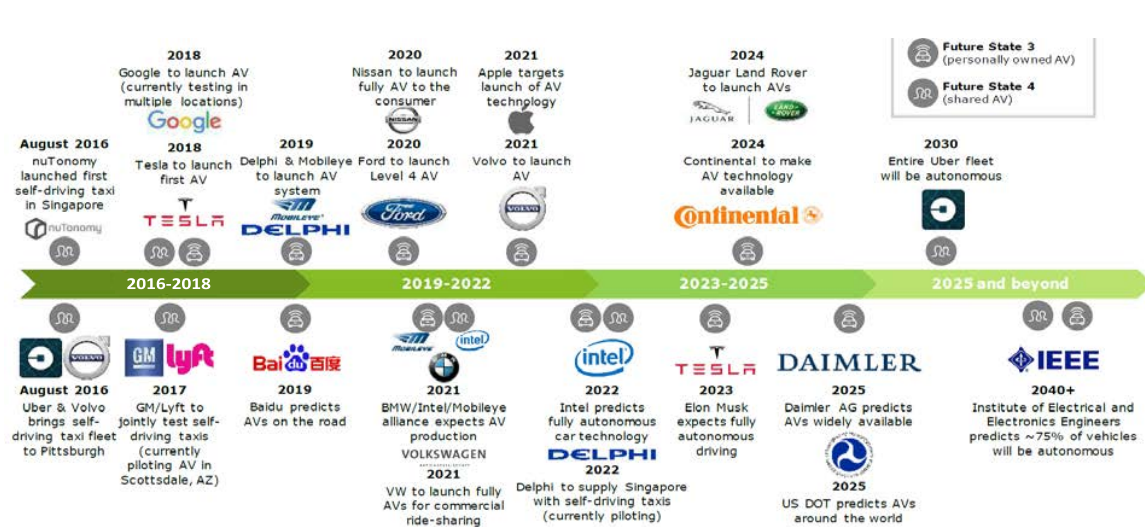 2018
Google to launch AV
(currently testing in
multiple locations)
Google
August 2016
nuTonomy
launched first
self-driving taxi
in Singapore
nuTonomy
2018
Tesla to launch
first AV
TESLA
2019
Delphi & Mobileye
to launch AV
system
MOBILEYE
DELPHI
2020
Nissan to launch
fully AV to the
consumer
NISSAN
2020
Ford to launch
Level 4 AV
Ford
2021
Apple targets
launch of AV
technology
2021
Volvo to launch
AV
VOLVO
2024
Jaguar Land Rover
to launch AVs
JAGUAR
LAND ROVER
2024
Continental to make
AV technology
available
Continental
Future State 3
(personally owned AV)
Future State 4
(shared AV)
2030
Entire Uber fleet
will be autonomous
2016-2018
2019-2022
2023-2025
2025 and beyond
VOLVO
August 2016
Uber & Volvo
brings self-
driving taxi fleet
to Pittsburgh
GM
lyft
2017
GM/Lyft to
jointly test self-
driving taxis
(currently
piloting AV in
Scottsdale, AZ)
Bai du 百度
2019
Baidu predicts
AVs on the road
MOBILEYE
intel
2021
BMW/Intel/Mobileye
alliance expects AV
production
VOLKSWAGEN
2021
VW to launch fully
AVs for commercial
ride-sharing
intel
2022
Intel predicts
fully autonomous
car technology
DELPHI
2022
Delphi to supply Singapore
with self-driving taxis
(currently piloting)
TESLA
2023
Elon Musk
expects fully
autonomous
driving
DAIMLER
2025
Daimler AG predicts
AVs widely available
2025
US DOT predicts AVs
around the world
IEEE
2040+
Institute of Electrical and
Electronics Engineers
predicts ~75% of vehicles
will be autonomous